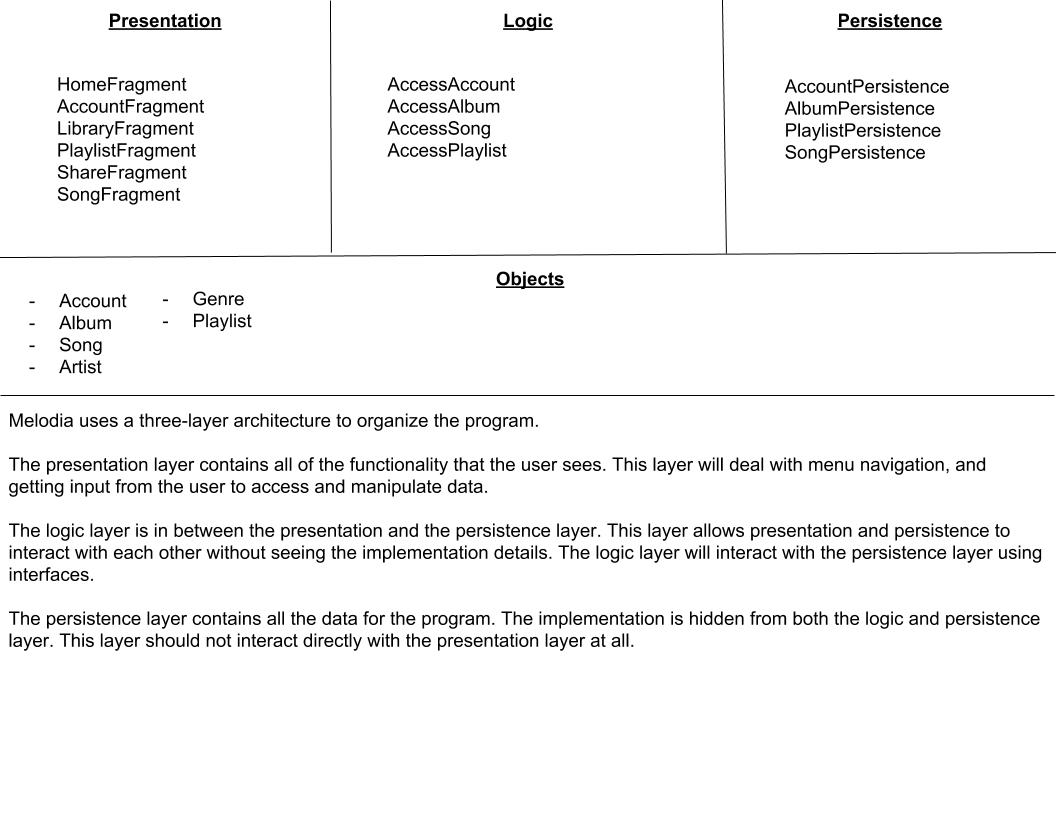 Presentation
HomeFragment
AccountFragment
LibraryFragment
PlaylistFragment
ShareFragment
SongFragment
Logic
AccessAccount
AccessAlbum
AccessSong
AccessPlaylist
Persistence
AccountPersistence
AlbumPersistence
PlaylistPersistence
SongPersistence
Objects
- Account
- Album
- Song
- Artist
- Genre
- Playlist
Melodia uses a three-layer architecture to organize the program.
The presentation layer contains all of the functionality that the user sees. This layer will deal with menu navigation, and
getting input from the user to access and manipulate data.
The logic layer is in between the presentation and the persistence layer. This layer allows presentation and persistence to
interact with each other without seeing the implementation details. The logic layer will interact with the persistence layer using
interfaces.
The persistence layer contains all the data for the program. The implementation is hidden from both the logic and persistence
layer. This layer should not interact directly with the presentation layer at all.